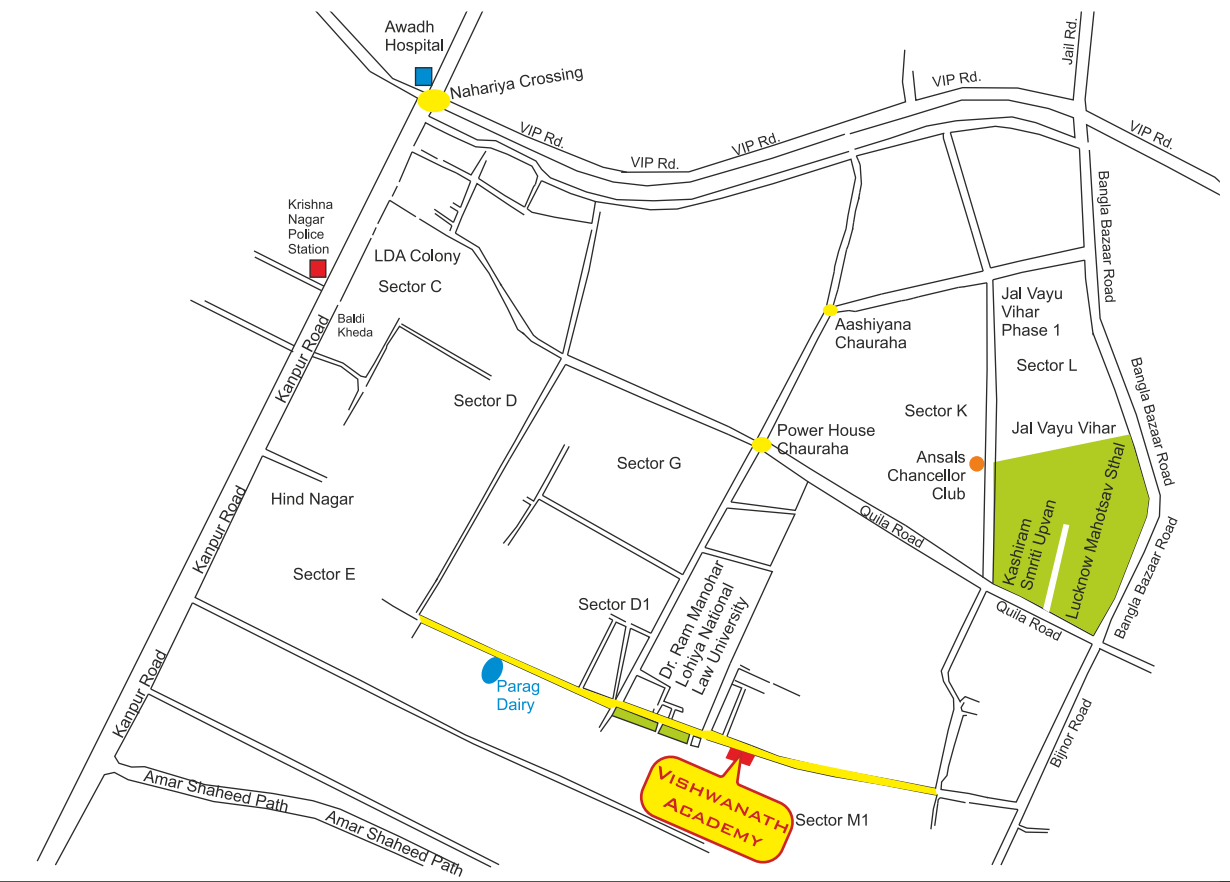 Awadh
Hospital
Nahariya Crossing
Jail Rd.
VIP Rd.
VIP Rd.
VIP Rd.
VIP Rd.
VIP Rd.
Krishna
Nagar
Police
Station
LDA Colony
Sector C
Baldi
Kheda
Kanpur Road
Bangla Bazaar Road
Aashiyana
Chauraha
Jal Vayu
Vihar
Phase 1
Sector L
Bangla Bazaar Road
Sector D
Sector K
Jal Vayu Vihar
Power House
Chauraha
Sector G
Ansals
Chancellor
Club
Hind Nagar
Kanpur Road
Quila Road
Kashiram
Smriti Upvan
Lucknow Mahotsav Sthal
Bangla Bazaar Road
Sector E
Sector D1
Dr. Ram Manohar
Lohiya National
Law University
Quila Road
Kanpur Road
Parag
Dairy
Bijnor Road
Amar Shaheed Path
Amar Shaheed Path
VISHWANATH
ACADEMY
Sector M1